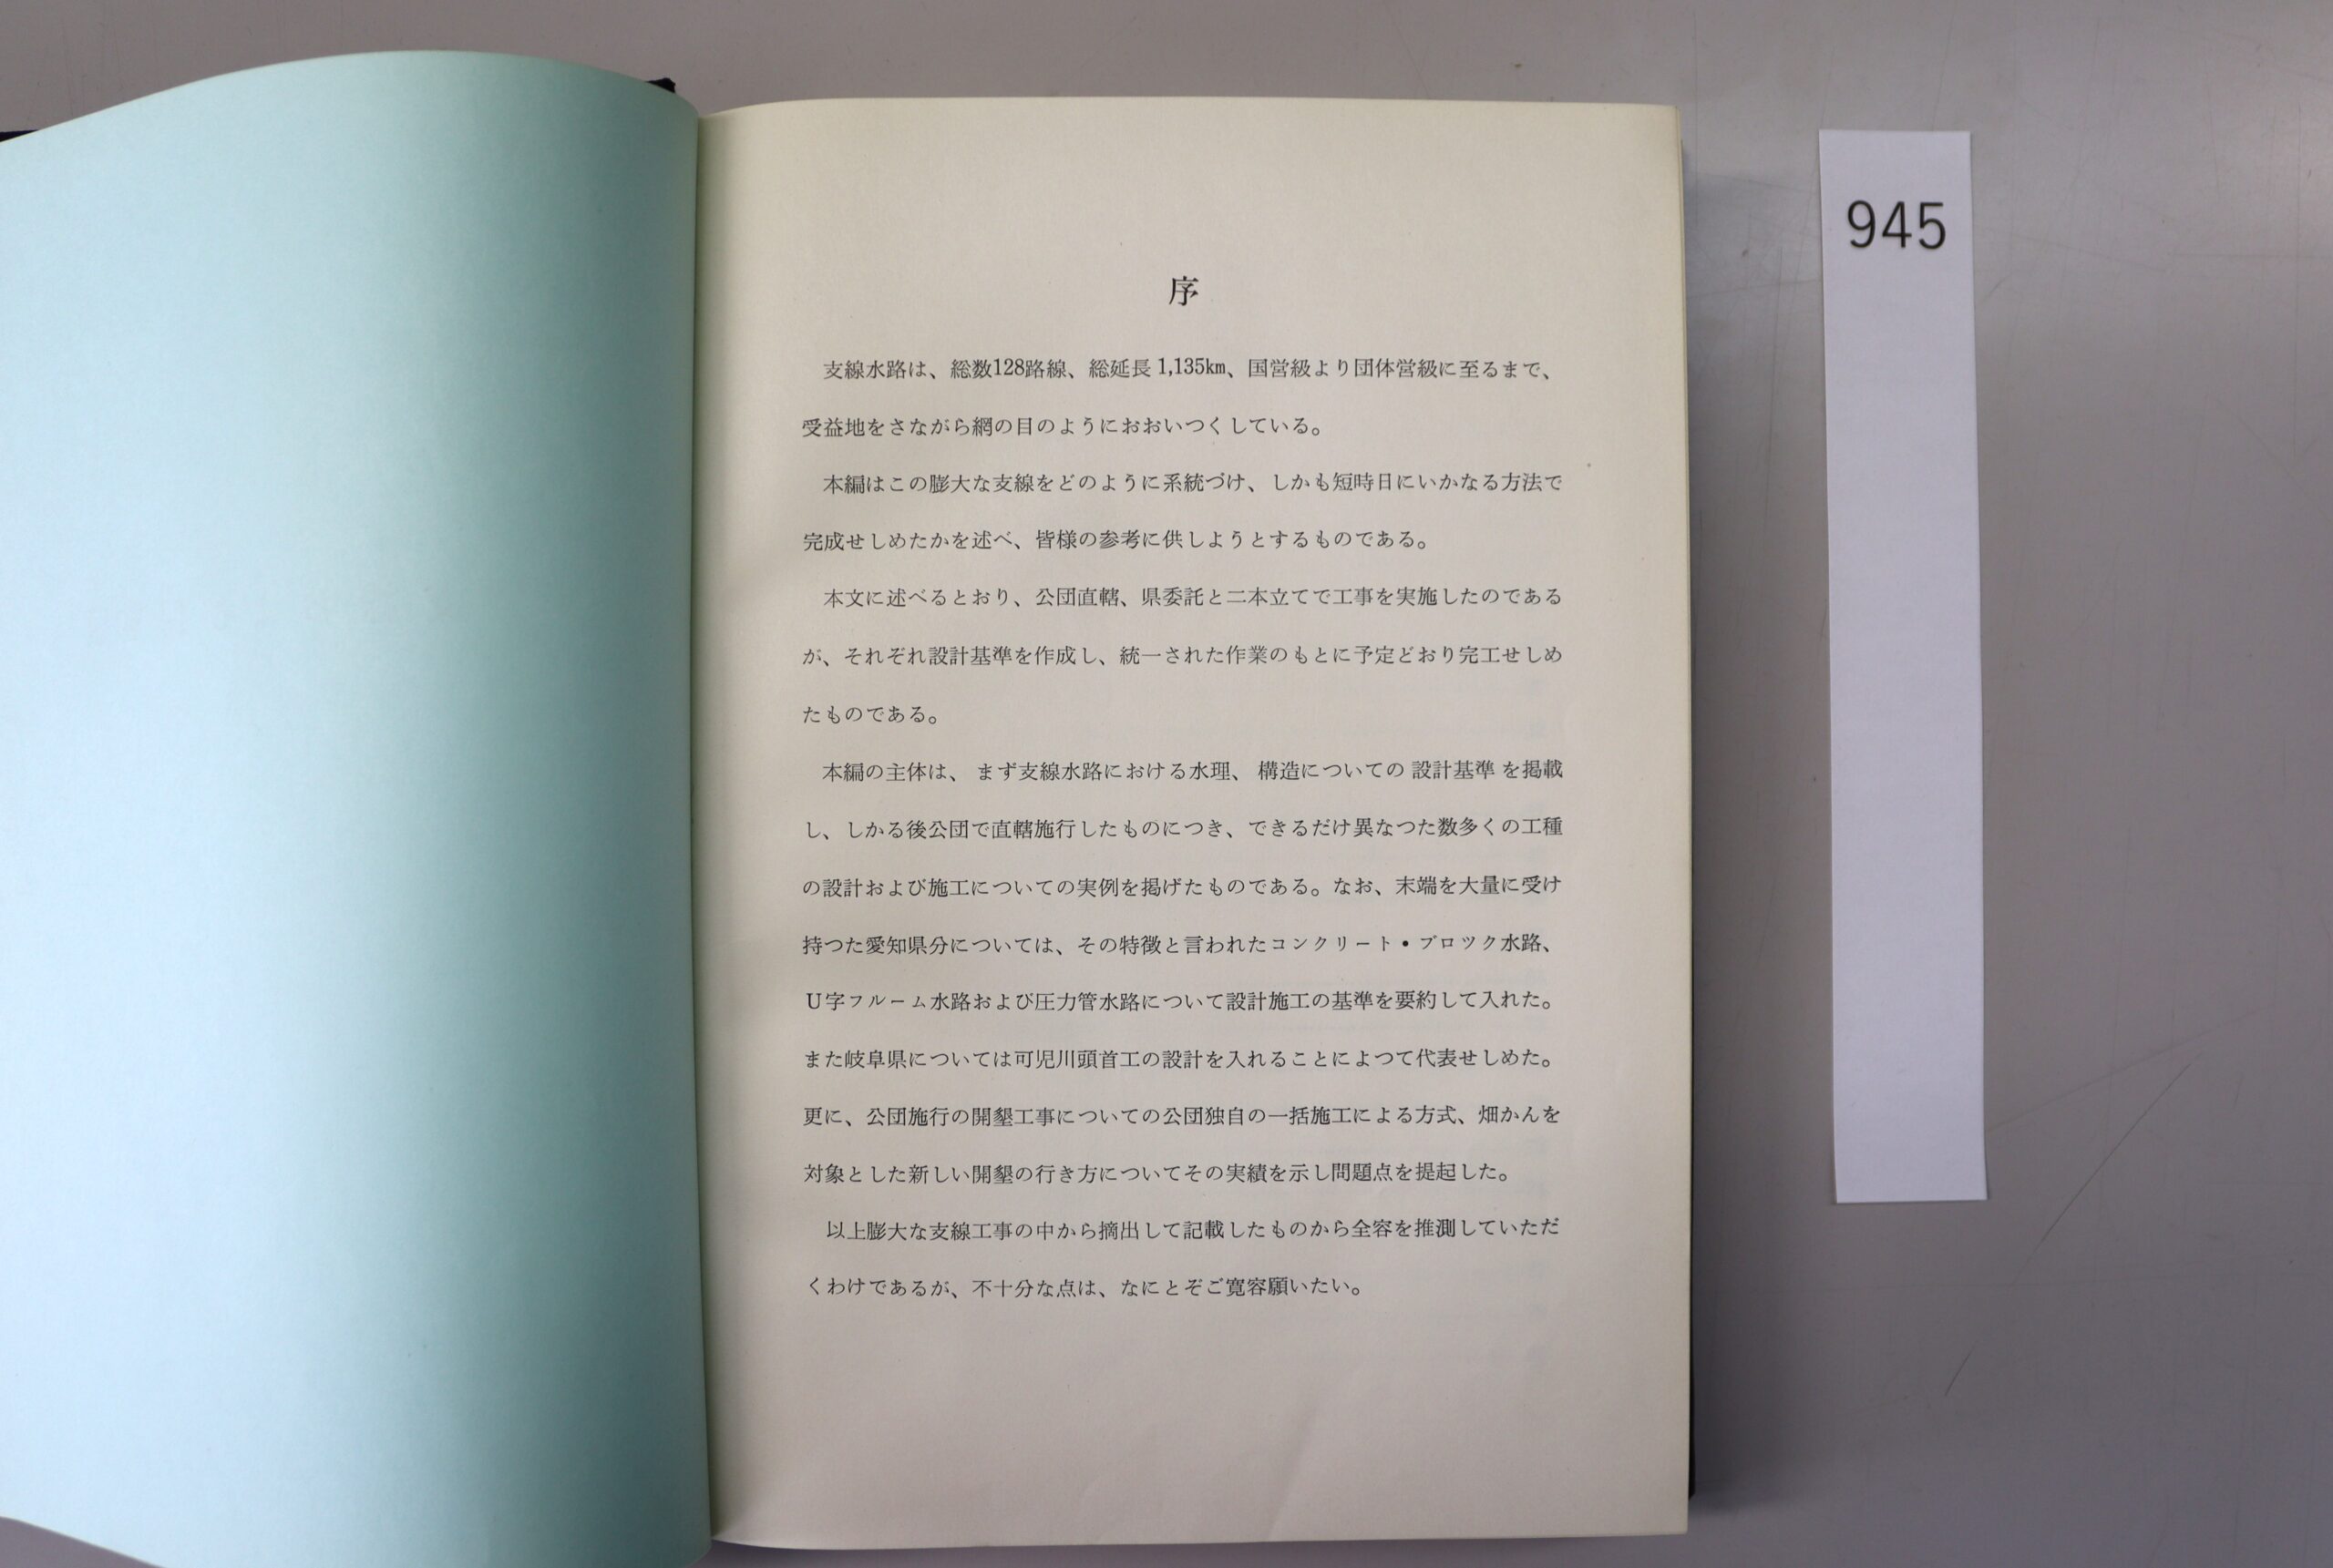 序
支線水路は、総数128路線、総延長1,135km、国営級より団体営級に至るまで、
受益地をさながら網の目のようにおおいつくしている。
本編はこの膨大な支線をどのように系統づけ、しかも短時日にいかなる方法で
完成せしめたかを述べ、皆様の参考に供しようとするものである。
本文に述べるとおり、公団直轄、県委託と二本立てで工事を実施したのである
が、それぞれ設計基準を作成し、統一された作業のもとに予定どおり完工せしめ
たものである。
本編の主体は、まず支線水路における水理、構造についての設計基準を掲載
し、しかる後公団で直轄施行したものにつき、できるだけ異なつた数多くの工種
の設計および施工についての実例を掲げたものである。なお、末端を大量に受け
持つた愛知県分については、その特徴と言われたコンクリート・ブロツク水路、
U字フルーム水路および圧力管水路について設計施工の基準を要約して入れた。
また岐阜県については可児川頭首工の設計を入れることによつて代表せしめた。
更に、公団施行の開墾工事についての公団独自の一括施工による方式、畑かんを
対象とした新しい開墾の行き方についてその実績を示し問題点を提起した。
以上膨大な支線工事の中から摘出して記載したものから全容を推測していただ
くわけであるが、不十分な点は、なにとぞご寛容願いたい。
945